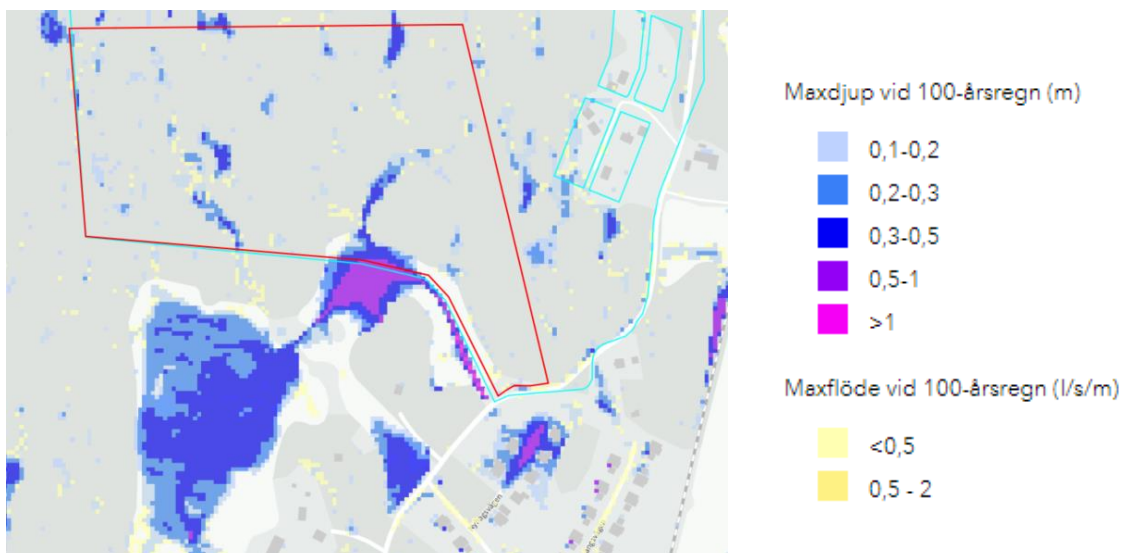 Maxdjup vid 100-årsregn (m)
0,1-0,2
0,2-0,3
0,3-0,5
0,5-1
>1
Maxflöde vid 100-årsregn (l/s/m)
<0,5
0,5 - 2